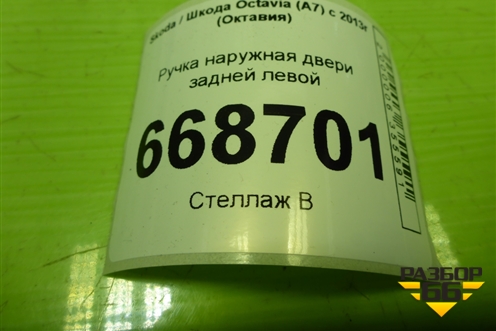 Skoda / Шкода Octavia (A7) с 2013г
(Октавия)
Ручка наружная двери
задней левой
668701
Стеллаж В
РАЗБОР
66